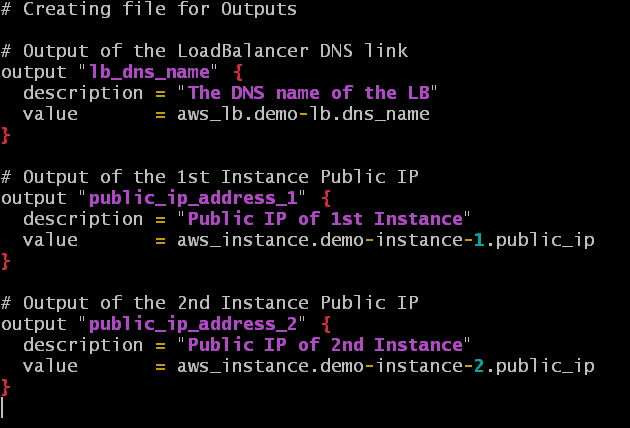 # Creating file for Outputs

# Output of the LoadBalancer DNS link
output "lb_dns_name" {
  description = "The DNS name of the LB"
  value       = aws_lb.demo-lb.dns_name
}

# Output of the 1st Instance Public IP
output "public_ip_address_1" {
  description = "Public IP of 1st Instance"
  value       = aws_instance.demo-instance-1.public_ip
}

# Output of the 2nd Instance Public IP
output "public_ip_address_2" {
  description = "Public IP of 2nd Instance"
  value       = aws_instance.demo-instance-2.public_ip
}